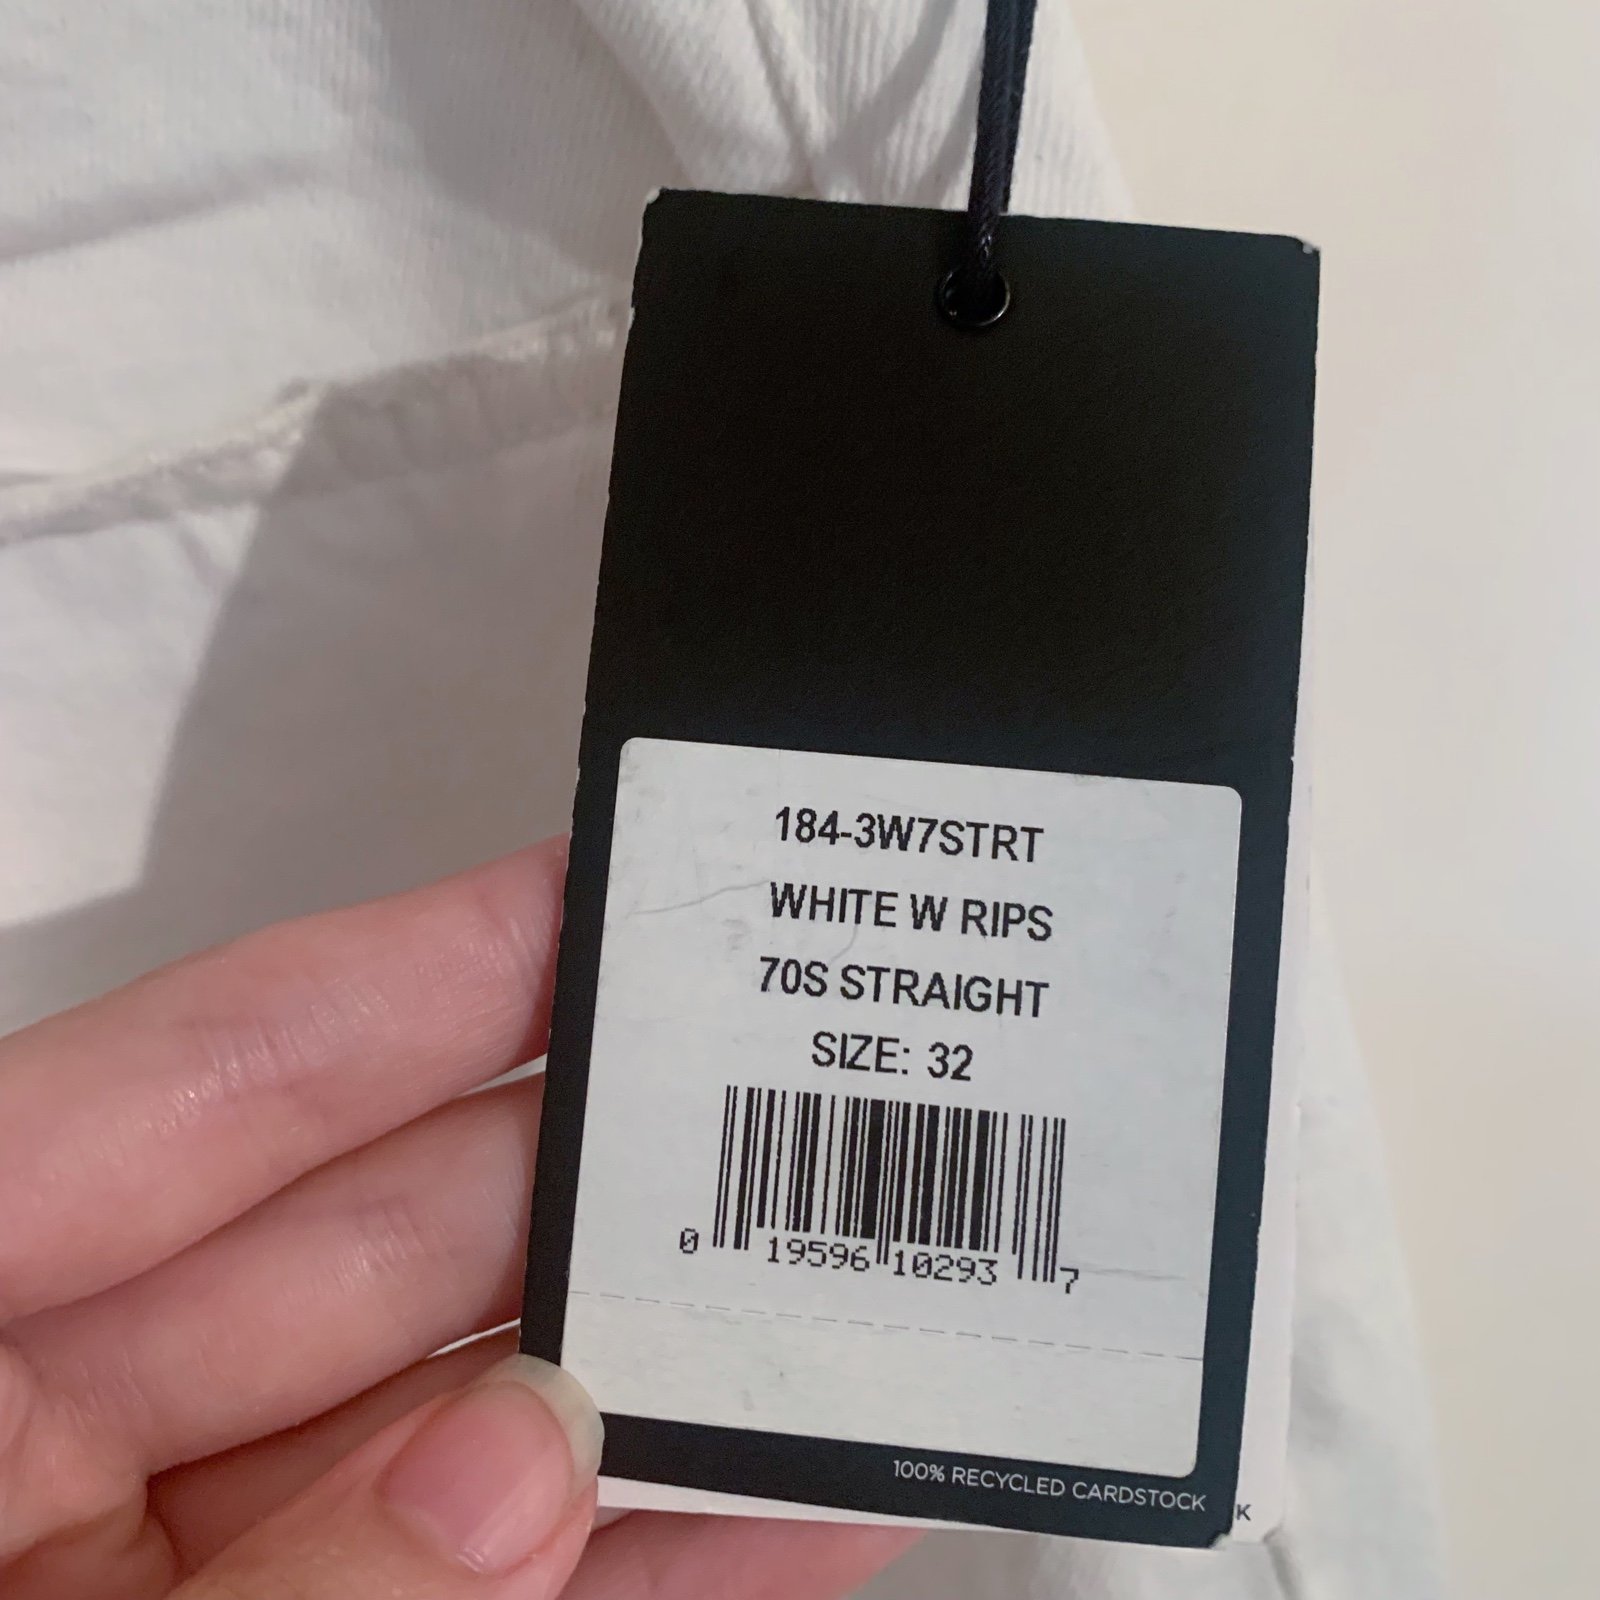 184-3W7STRT
WHITE W RIPS
70S STRAIGHT
SIZE: 32
0 19596 10293 7
100% RECYCLED CARDSTOCK
K